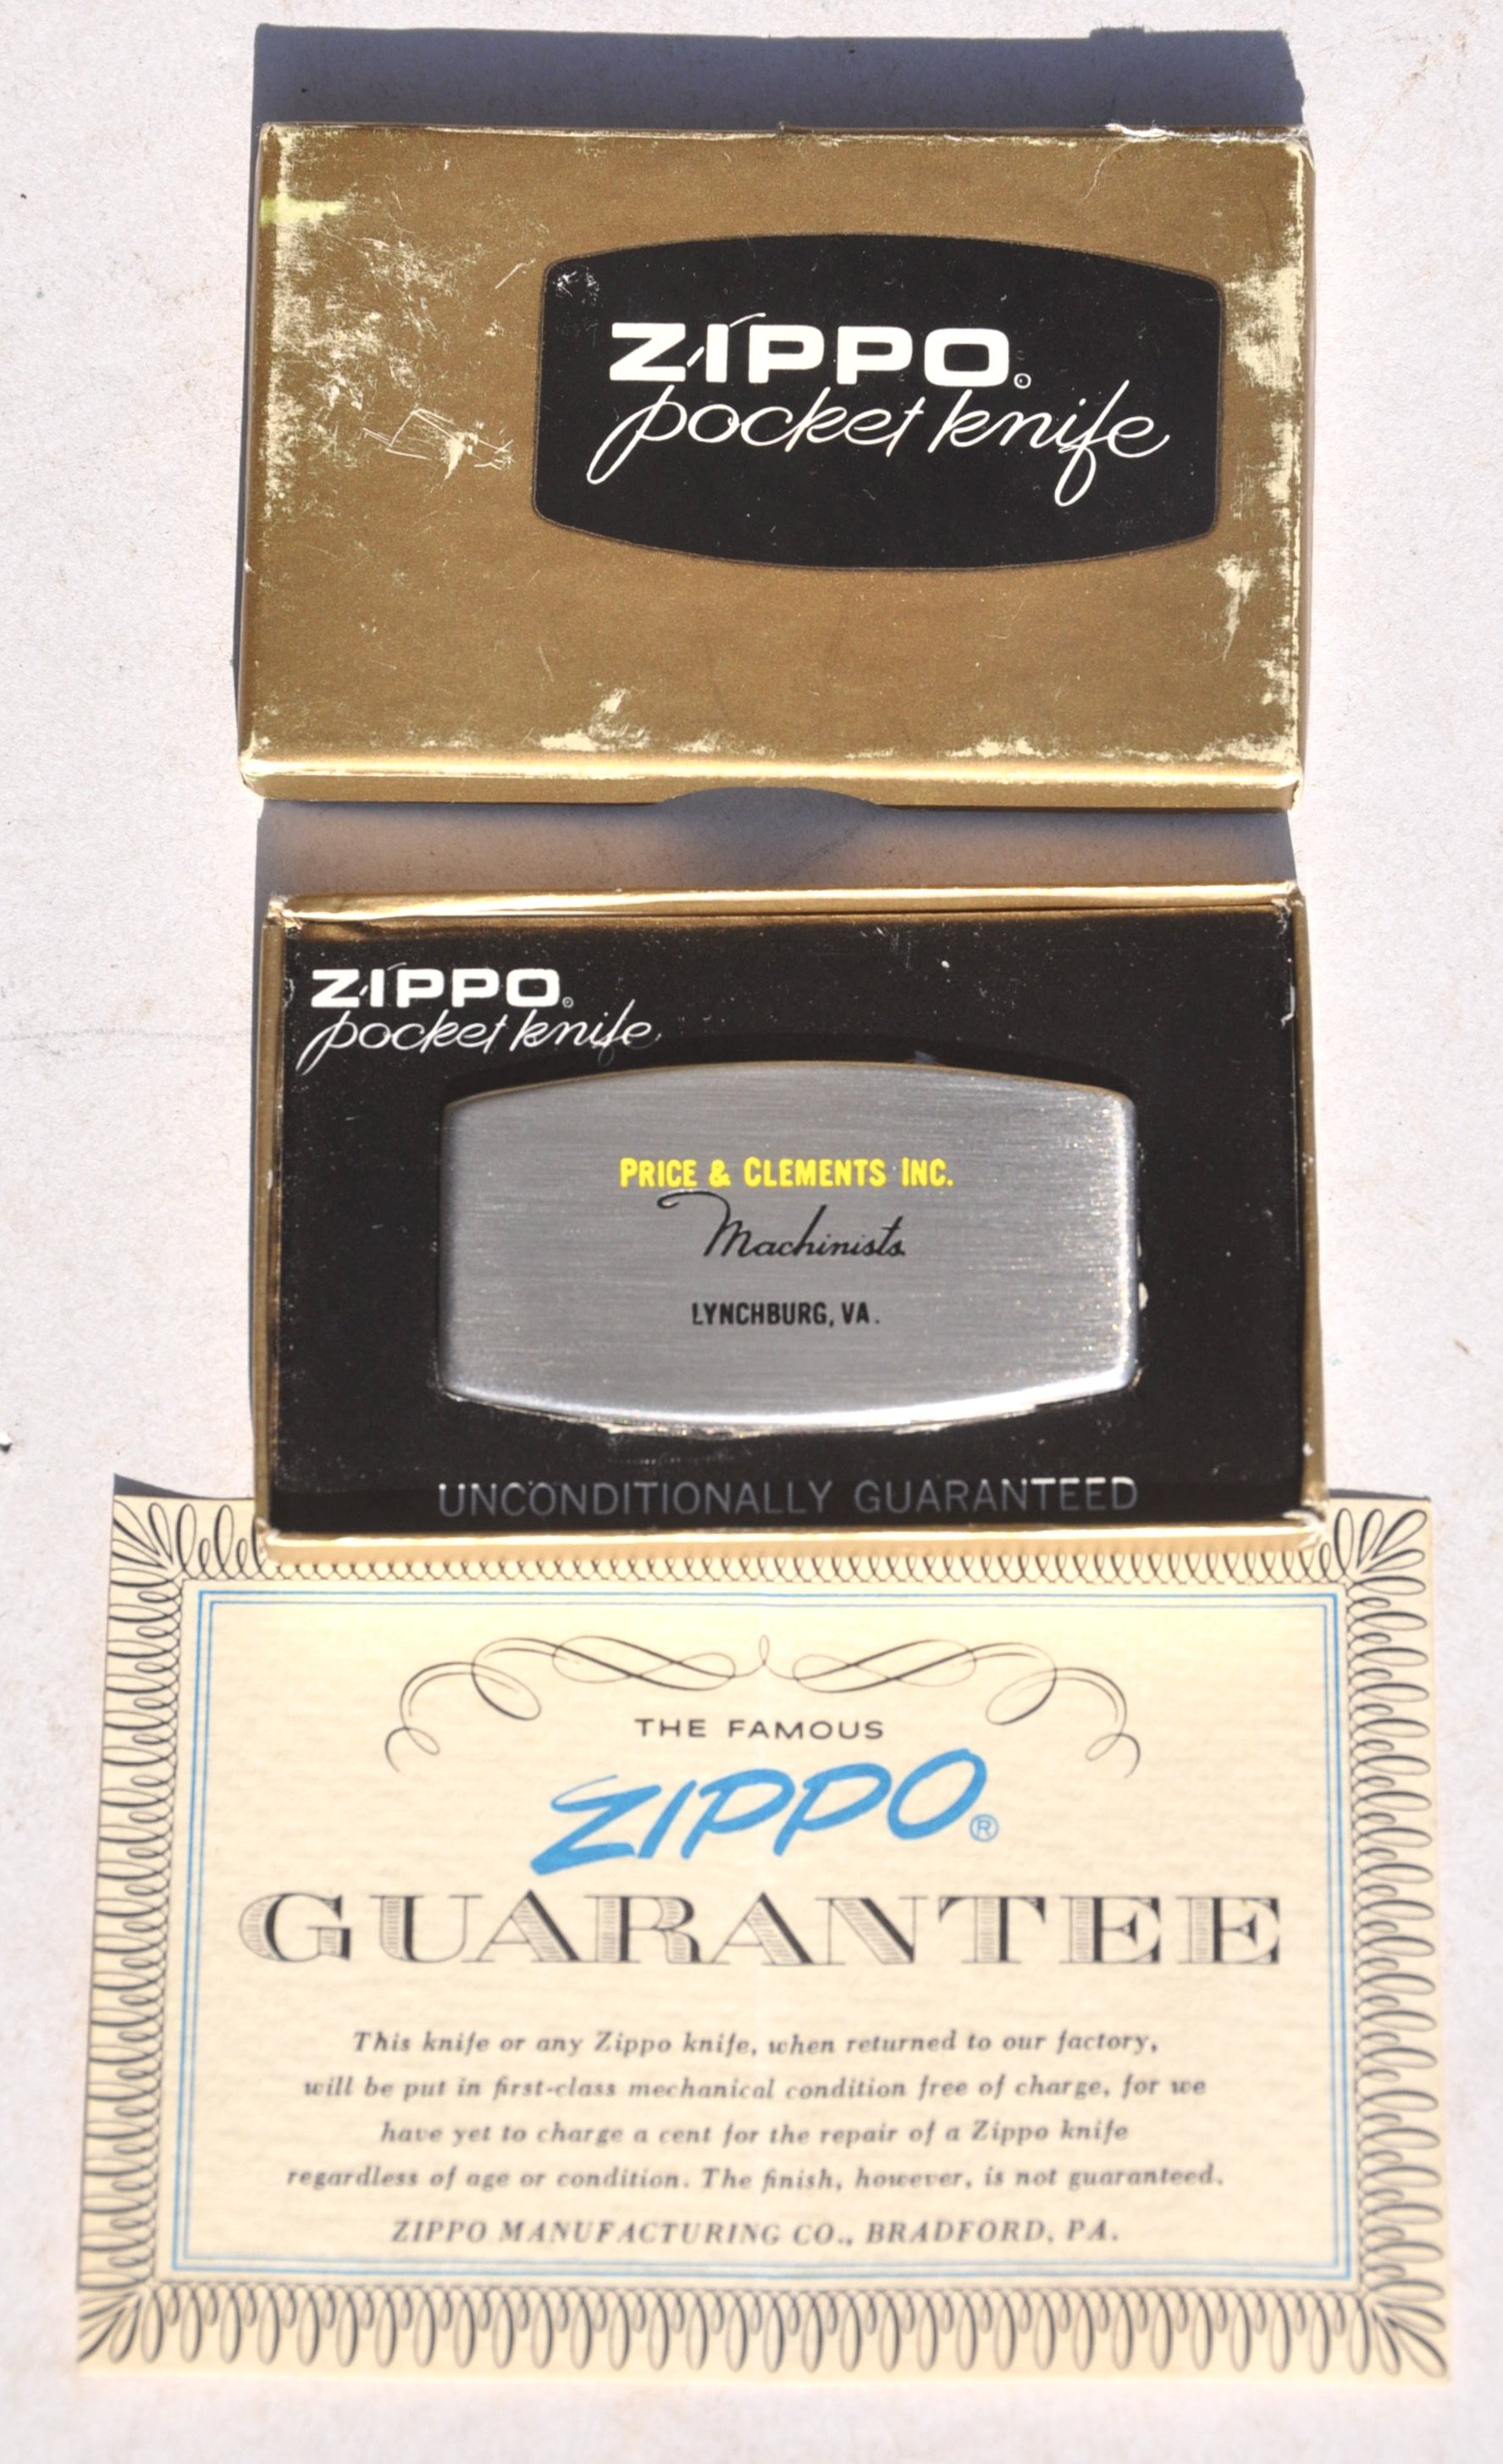 ZIPPO®
pocket knife
ZIPPO®
pocket knife
PRICE & CLEMENTS INC.
Machinists
LYNCHBURG, VA.
UNCONDITIONALLY GUARANTEED
THE FAMOUS
ZIPPO®
GUARANTEE
This knife or any Zippo knife, when returned to our factory,
will be put in first-class mechanical condition free of charge, for we
have yet to charge a cent for the repair of a Zippo knife
regardless of age or condition. The finish, however, is not guaranteed.
ZIPPO MANUFACTURING CO., BRADFORD, PA.